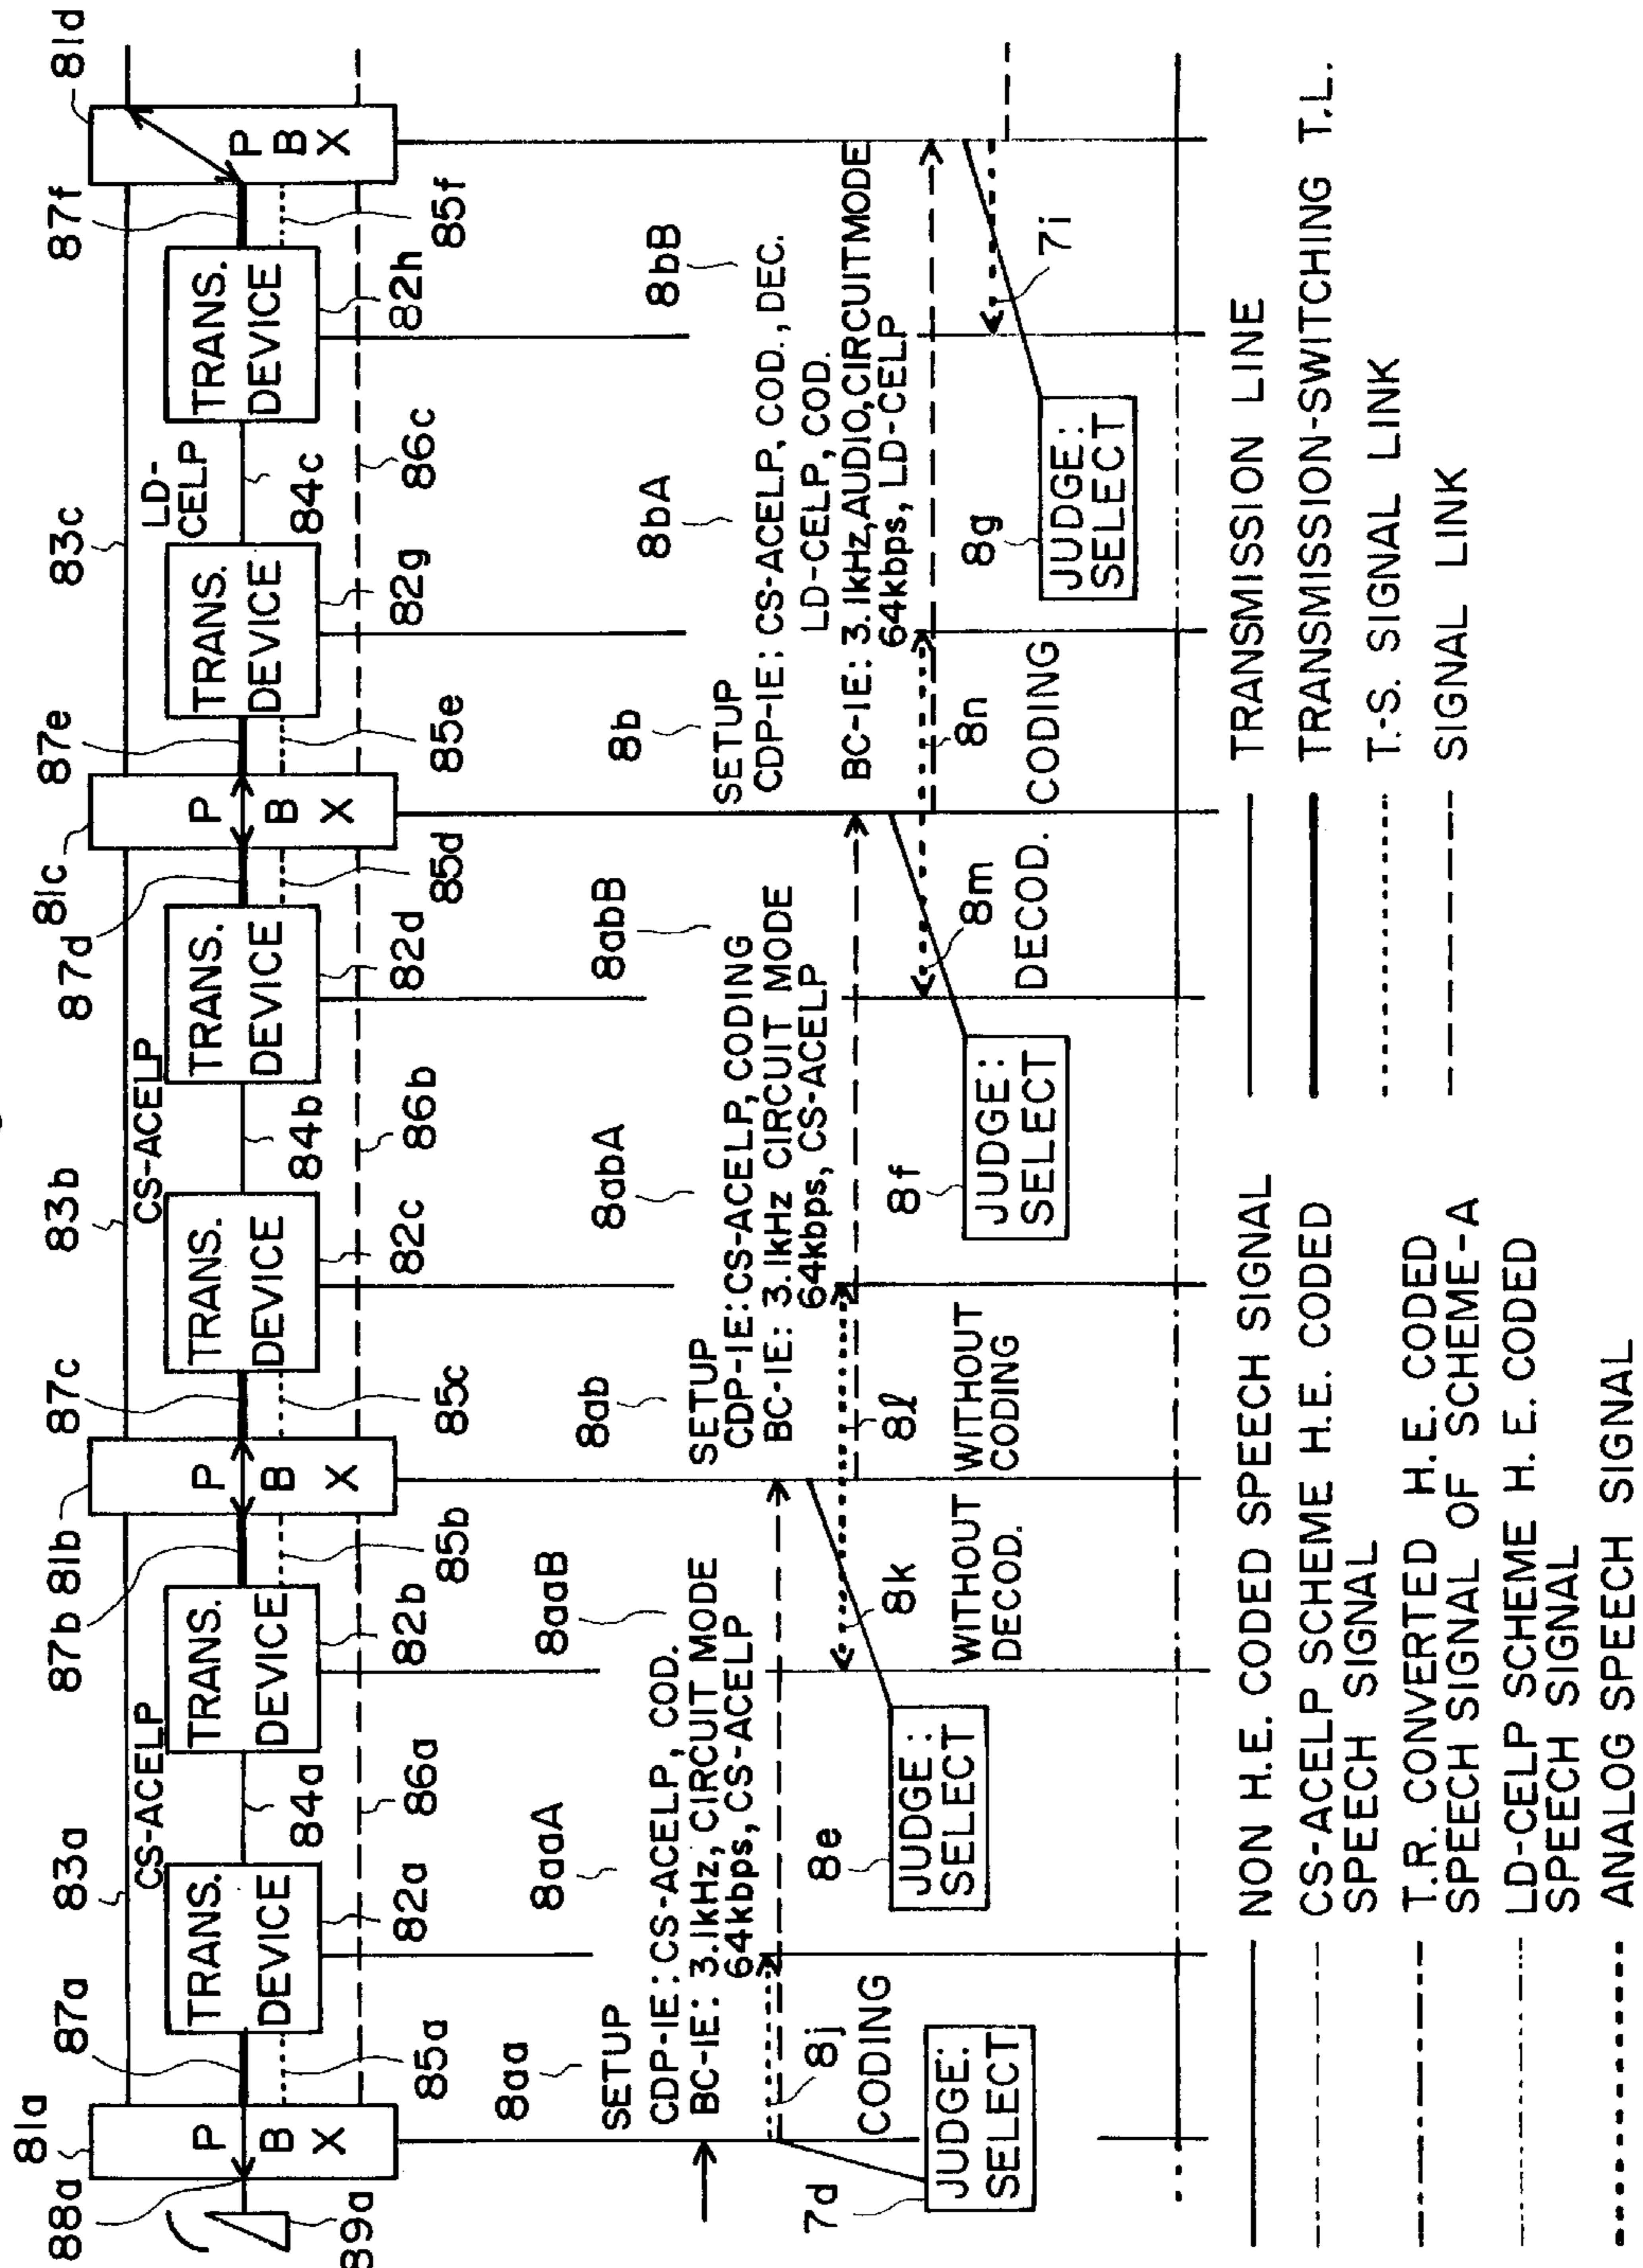 81a
88a
89a
87a
83a
87b
81b
87c
83b
87d
81c
87e
83c
87f
81d
P B X
TRANS. DEVICE
CS-ACELP
TRANS. DEVICE
P B X
TRANS. DEVICE
CS-ACELP
TRANS. DEVICE
P B X
TRANS. DEVICE
LD-
CELP
TRANS. DEVICE
P B X
85a
82a
84a
86a
82b
85b
85c
82c
84b
86b
82d
85d
85e
82g
84c
86c
82h
85f
8aa
8aaA
8aaB
8ab
8abA
8abB
8b
8bA
8bB
SETUP
CDP-IE: CS-ACELP, COD.
BC-IE: 3.1kHz, CIRCUIT MODE
64kbps, CS-ACELP
SETUP
CDP-IE: CS-ACELP, CODING
BC-IE: 3.1kHz CIRCUIT MODE
64kbps, CS-ACELP
SETUP
CDP-IE: CS-ACELP, COD., DEC.
LD-CELP, COD.
BC-IE: 3.1kHz,AUDIO,CIRCUITMODE
64kbps, LD-CELP
7d
JUDGE:
SELECT
8j
CODING
8e
JUDGE:
SELECT
8k
WITHOUT
DECOD.
8ℓ
WITHOUT
CODING
8f
JUDGE:
SELECT
8m
DECOD.
8n
CODING
8g
JUDGE:
SELECT
7i
NON H.E. CODED SPEECH SIGNAL
CS-ACELP SCHEME H.E. CODED
SPEECH SIGNAL
T.R. CONVERTED H.E. CODED
SPEECH SIGNAL OF SCHEME-A
LD-CELP SCHEME H.E. CODED
SPEECH SIGNAL
ANALOG SPEECH SIGNAL
TRANSMISSION LINE
TRANSMISSION-SWITCHING T.L.
T.-S. SIGNAL LINK
SIGNAL LINK